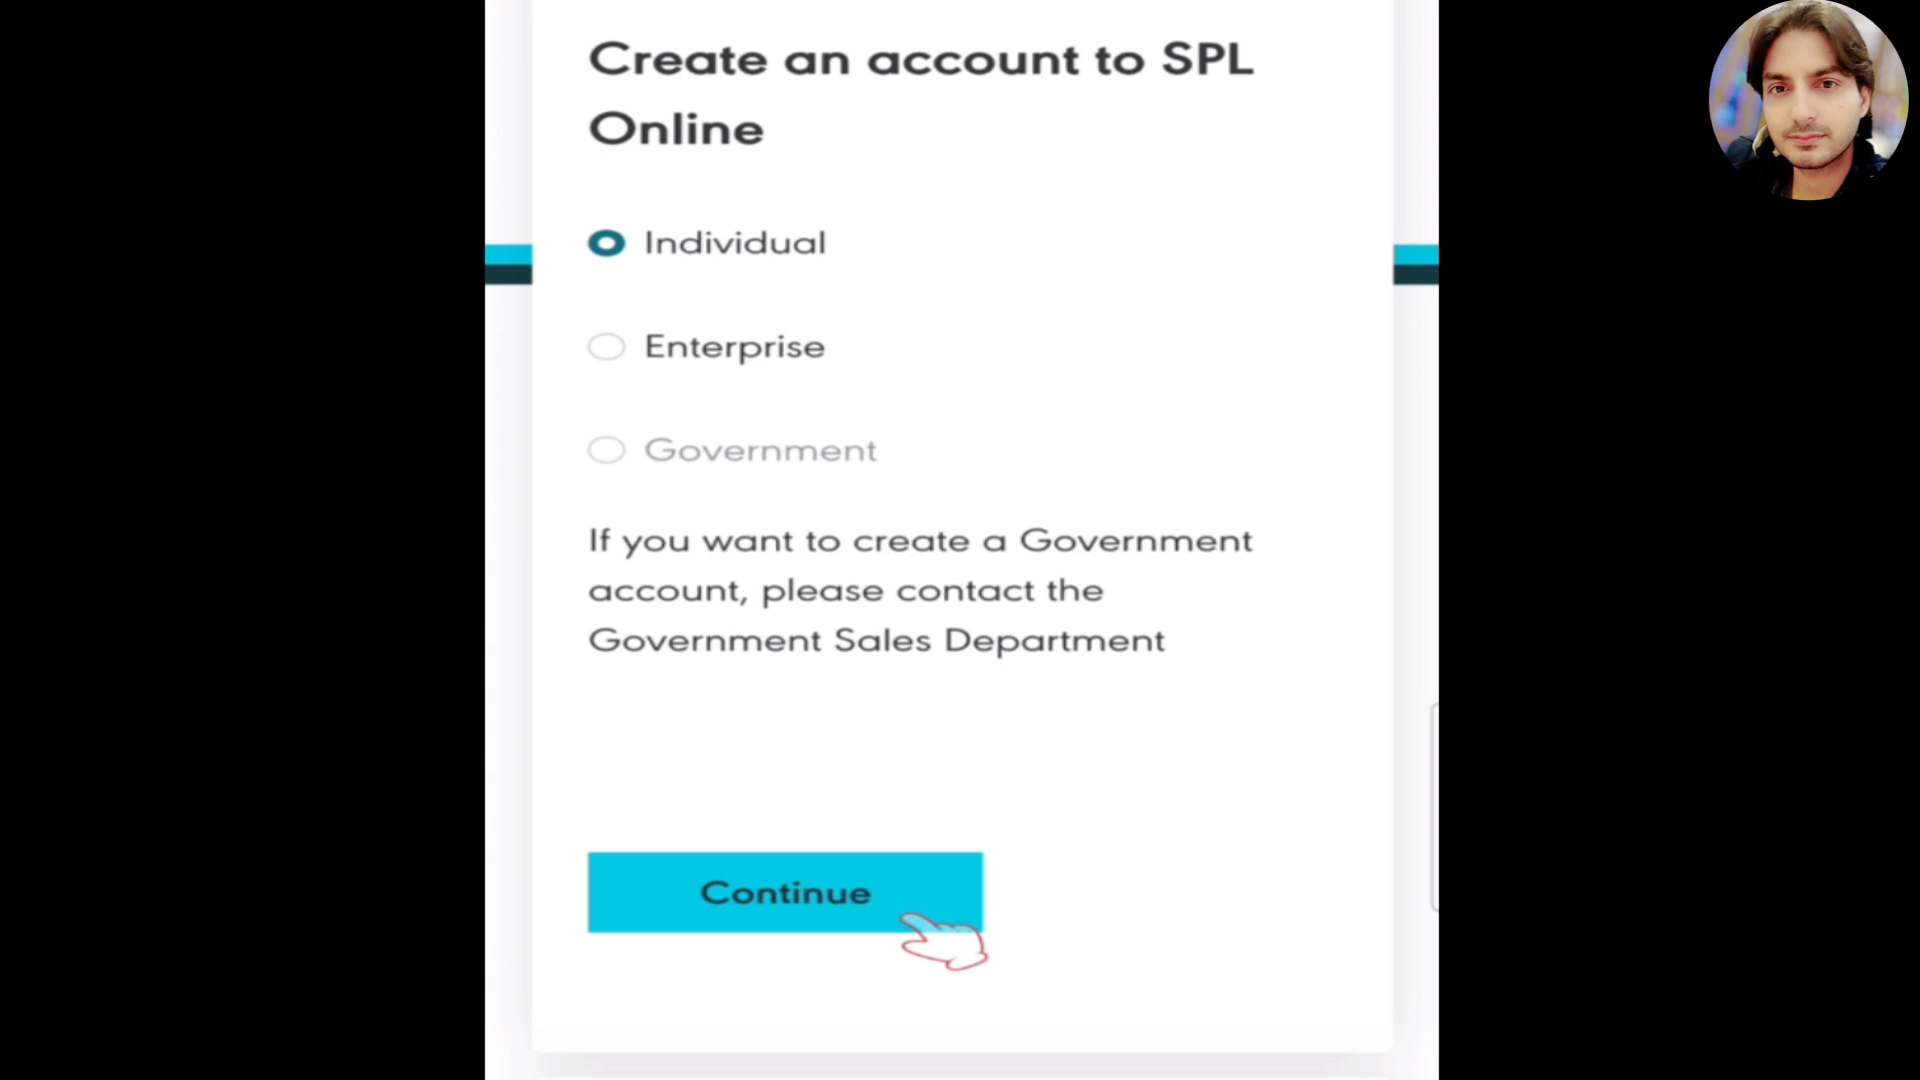 Create an account to SPL
Online
Individual
Enterprise
Government
If you want to create a Government
account, please contact the
Government Sales Department
Continue